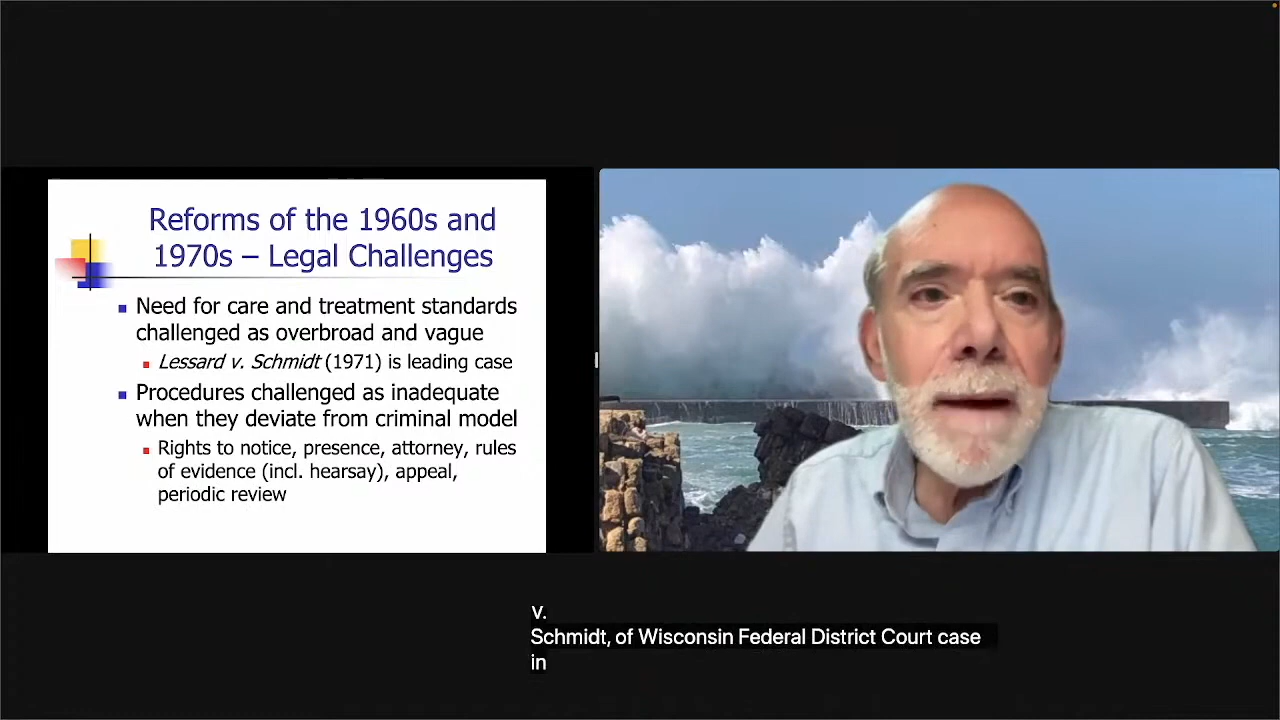 Reforms of the 1960s and
1970s – Legal Challenges
Need for care and treatment standards
challenged as overbroad and vague
Lessard v. Schmidt (1971) is leading case
Procedures challenged as inadequate
when they deviate from criminal model
Rights to notice, presence, attorney, rules
of evidence (incl. hearsay), appeal,
periodic review
v.
Schmidt, of Wisconsin Federal District Court case
in